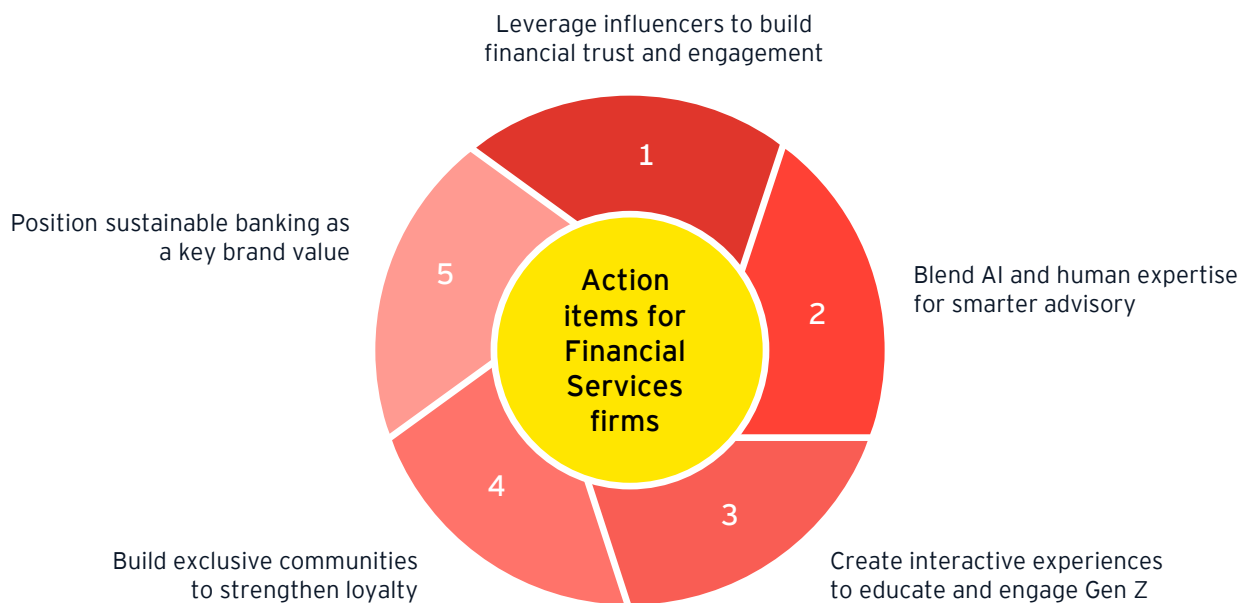 Leverage influencers to build
financial trust and engagement
1
Blend AI and human expertise
for smarter advisory
2
Create interactive experiences
to educate and engage Gen Z
3
Build exclusive communities
to strengthen loyalty
4
Position sustainable banking as
a key brand value
5
Action
items for
Financial
Services
firms